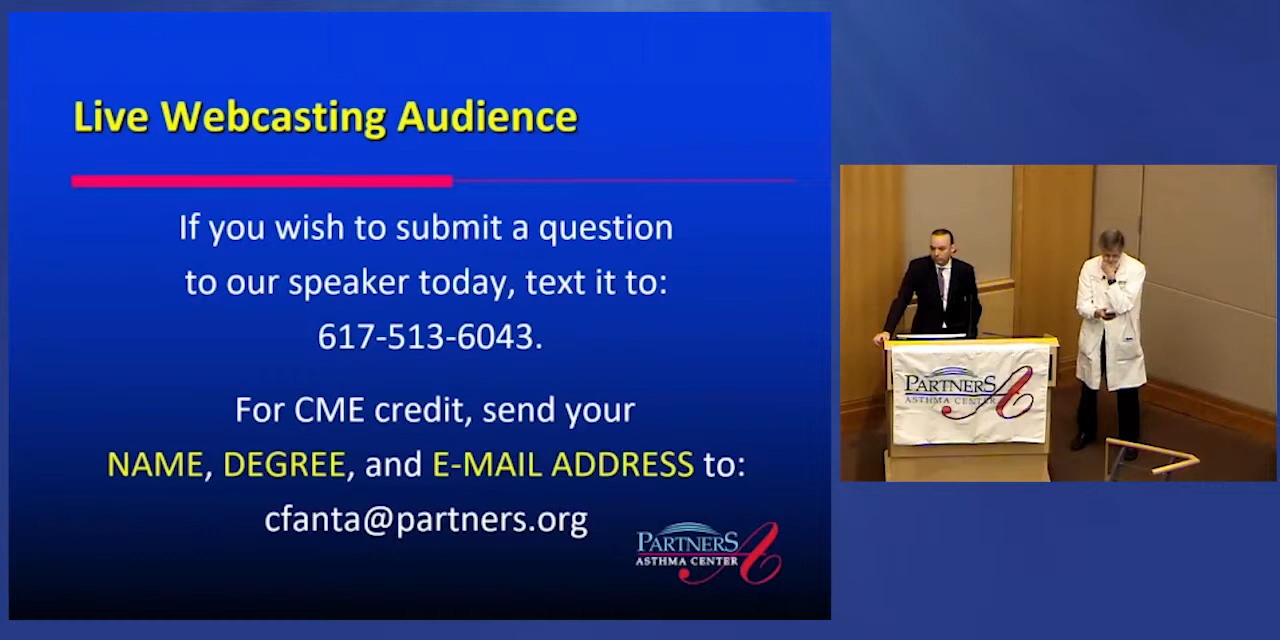 Live Webcasting Audience
If you wish to submit a question
to our speaker today, text it to:
617-513-6043.
For CME credit, send your
NAME, DEGREE, and E-MAIL ADDRESS to:
cfanta@partners.org
PARTNERS A
ASTHMA CENTER
PARTNERS A
ASTHMA CENTER